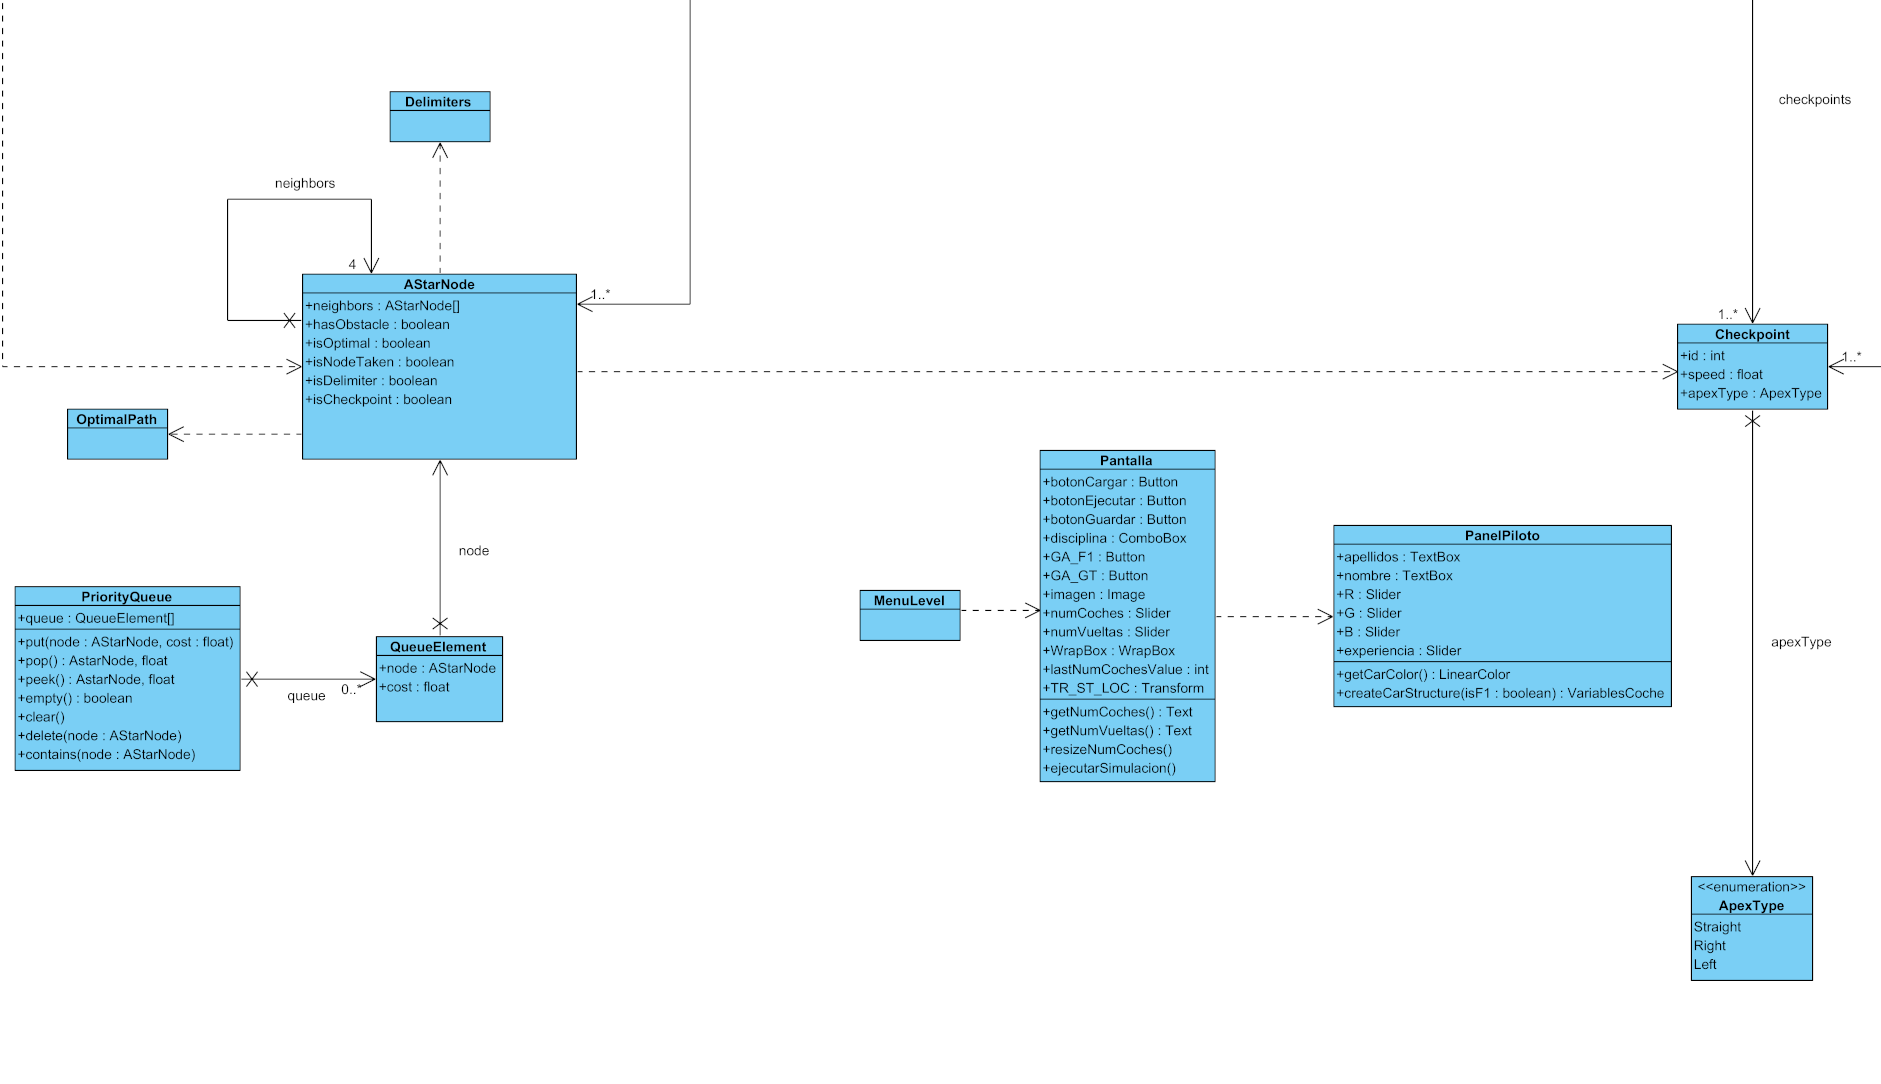 checkpoints
Delimiters
neighbors
4
AStarNode
+neighbors : AStarNode[]
+hasObstacle : boolean
+isOptimal : boolean
+isNodeTaken : boolean
+isDelimiter : boolean
+isCheckpoint : boolean
1..*
1..*
Checkpoint
+id : int
+speed : float
+apexType : ApexType
1..*
OptimalPath
node
PriorityQueue
+queue : QueueElement[]
+put(node : AStarNode, cost : float)
+pop() : AstarNode, float
+peek() : AstarNode, float
+empty() : boolean
+clear()
+delete(node : AStarNode)
+contains(node : AStarNode)
queue
0..*
QueueElement
+node : AStarNode
+cost : float
MenuLevel
Pantalla
+botonCargar : Button
+botonEjecutar : Button
+botonGuardar : Button
+disciplina : ComboBox
+GA_F1 : Button
+GA_GT : Button
+imagen : Image
+numCoches : Slider
+numVueltas : Slider
+WrapBox : WrapBox
+lastNumCochesValue : int
+TR_ST_LOC : Transform
+getNumCoches() : Text
+getNumVueltas() : Text
+resizeNumCoches()
+ejecutarSimulacion()
PanelPiloto
+apellidos : TextBox
+nombre : TextBox
+R : Slider
+G : Slider
+B : Slider
+experiencia : Slider
+getCarColor() : LinearColor
+createCarStructure(isF1 : boolean) : VariablesCoche
apexType
<<enumeration>>
ApexType
Straight
Right
Left